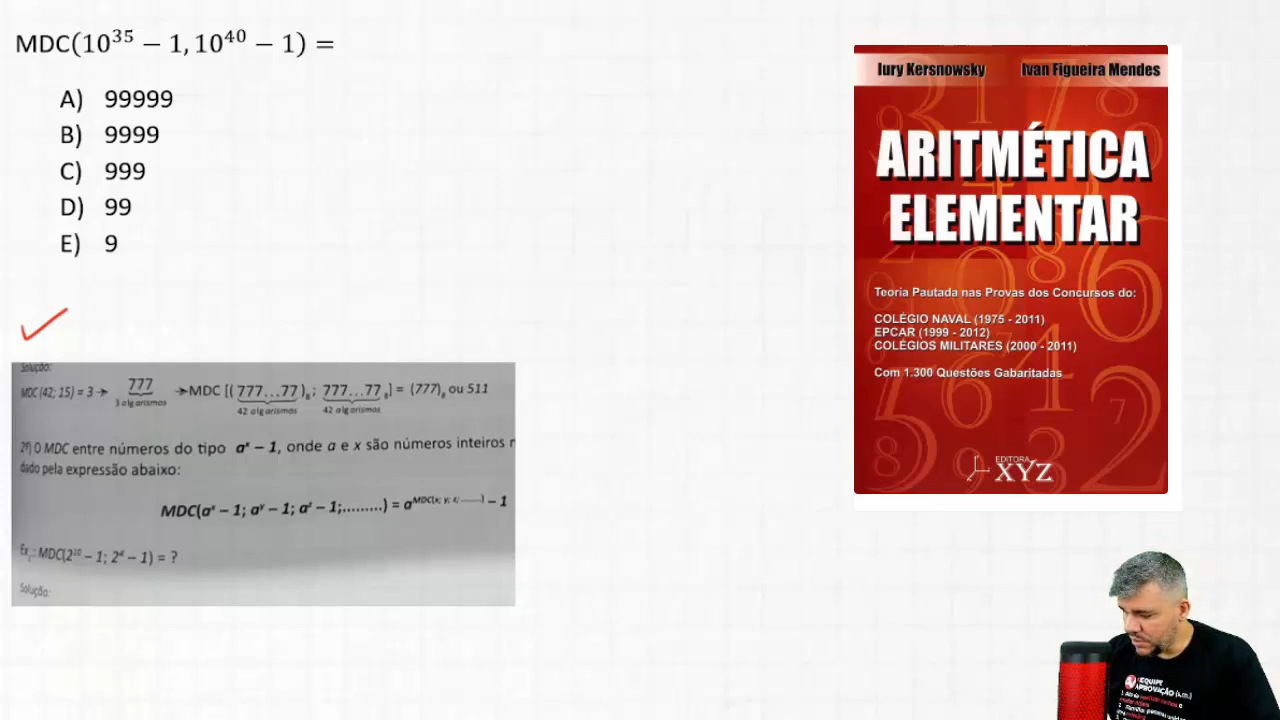 MDC(10³⁵ − 1, 10⁴⁰ − 1) =
A) 99999
B) 9999
C) 999
D) 99
E) 9
Solução:
MDC (42; 15) = 3 → 777 → MDC [( 777...77 )₈ ; 777...77 ₈] = (777)₈ ou 511
3 algarismos 42 algarismos 42 algarismos
2º) O MDC entre números do tipo aˣ − 1, onde a e x são números inteiros
dado pela expressão abaixo:
MDC(aˣ − 1; aʸ − 1; aᶻ − 1;.........) = a^MDC(x; y; z; ......) − 1
Ex.: MDC(2¹⁰ − 1; 2⁴ − 1) = ?
Solução:
Iury Kersnowsky Ivan Figueira Mendes
ARITMÉTICA
ELEMENTAR
Teoria Pautada nas Provas dos Concursos do:
COLÉGIO NAVAL (1975 - 2011)
EPCAR (1999 - 2012)
COLÉGIOS MILITARES (2000 - 2011)
Com 1.300 Questões Gabaritadas
EDITORA
XYZ
EQUIPE
APROVAÇÃO (s.m.)